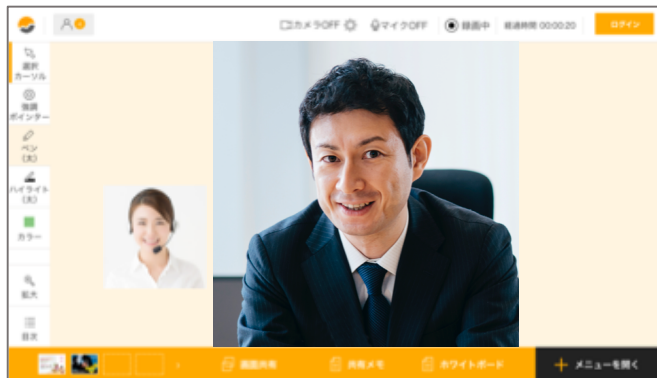 カメラOFF
マイクOFF
録画中
経過時間 00:00:20
ログイン
選択
カーソル
強調
ポインター
ペン
(大)
ハイライト
(大)
カラー
拡大
目次
画面共有
共有メモ
ホワイトボード
メニューを開く